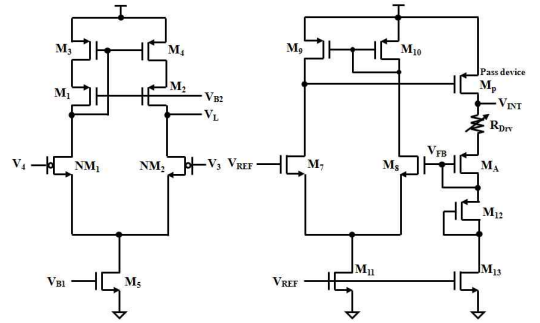 M3
M4
M1
M2
VB2
VL
V4
NM1
NM2
V3
VB1
M5
M9
M10
Pass device
Mp
VINT
RDrv
VFB
VREF
M7
M8
MA
M12
VREF
M11
M13